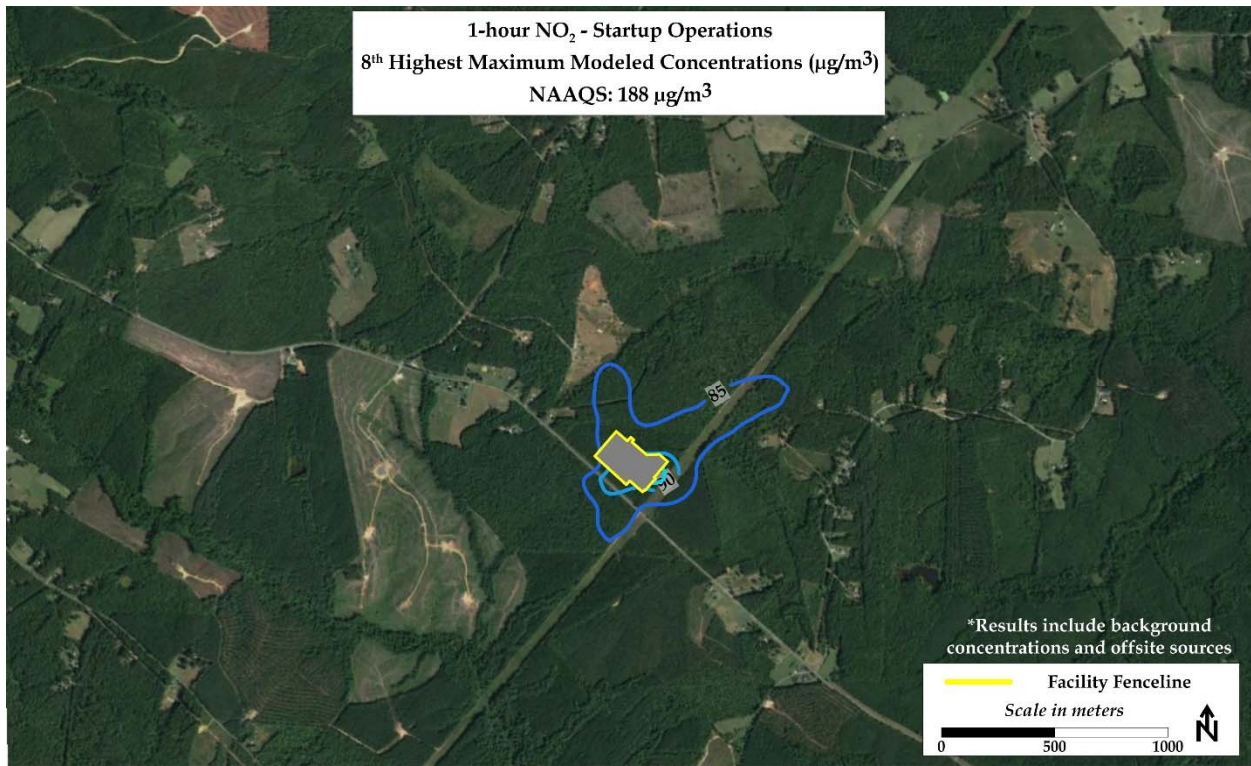 1-hour NO₂ - Startup Operations
8ᵗʰ Highest Maximum Modeled Concentrations (µg/m³)
NAAQS: 188 µg/m³
85
90
*Results include background
concentrations and offsite sources
Facility Fenceline
Scale in meters
N
0 500 1000